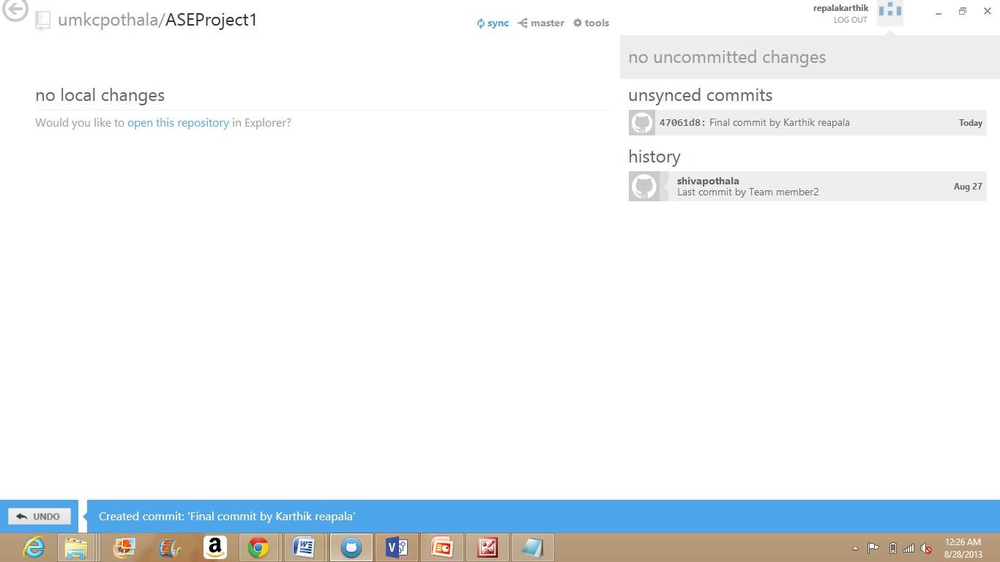 umkcpothala/ASEProject1
sync master tools
repalakarthik
LOG OUT
no local changes
Would you like to open this repository in Explorer?
no uncommitted changes
unsynced commits
47061d8: Final commit by Karthik reapala Today
history
shivapothala
Last commit by Team member2
Aug 27
UNDO
Created commit: 'Final commit by Karthik reapala'
12:26 AM
8/28/2013